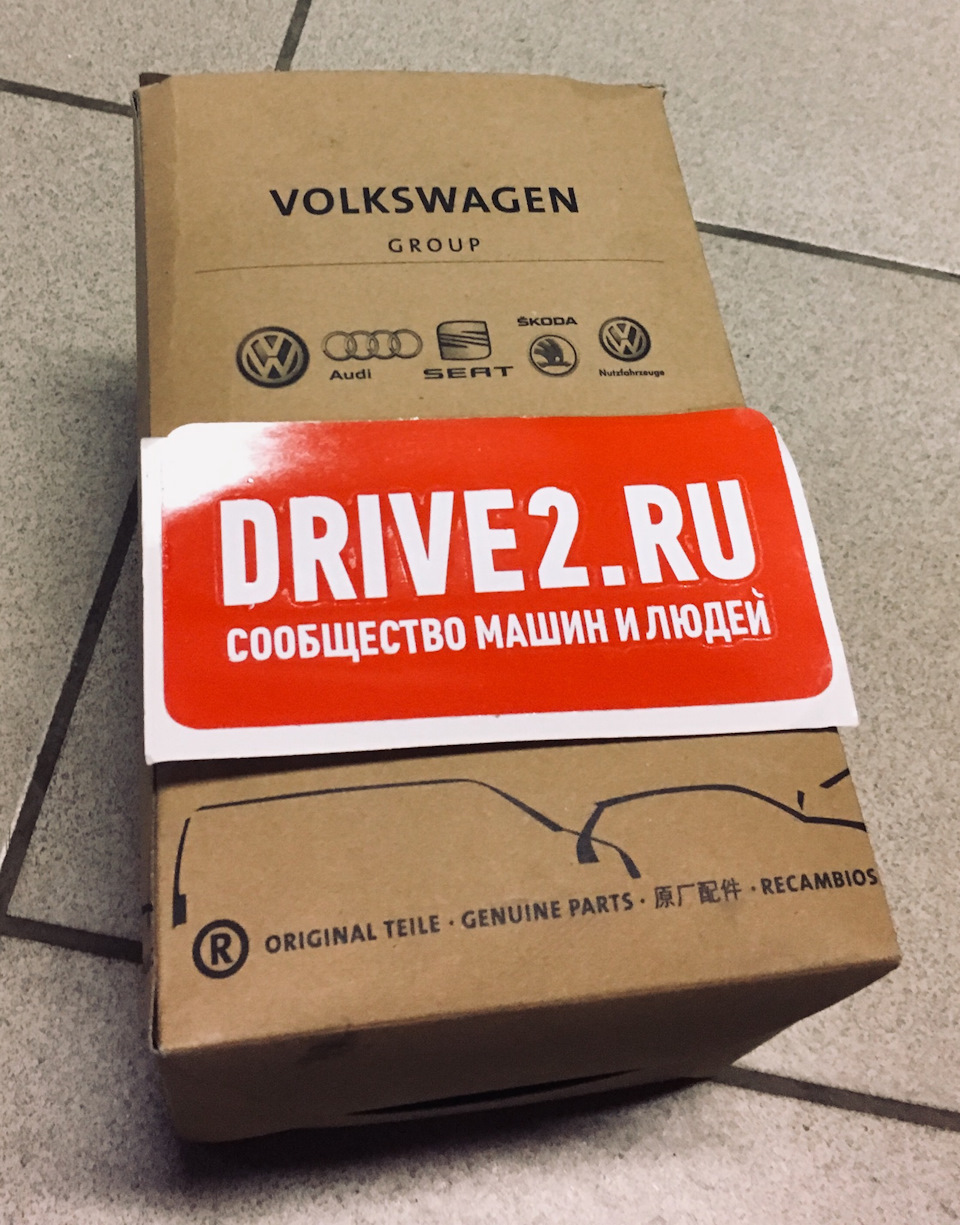 VOLKSWAGEN
GROUP
ŠKODA
Audi SEAT Nutzfahrzeuge
DRIVE2.RU
СООБЩЕСТВО МАШИН И ЛЮДЕЙ
® ORIGINAL TEILE · GENUINE PARTS · 原厂配件 · RECAMBIOS